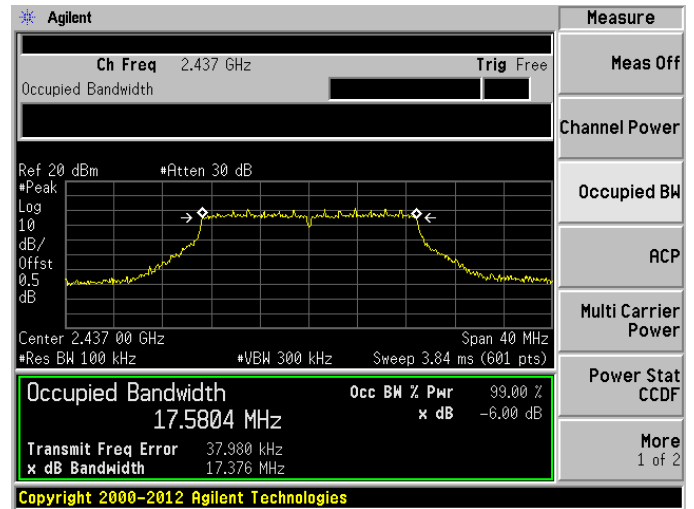 Agilent
Measure
Ch Freq 2.437 GHz Trig Free
Occupied Bandwidth
Meas Off
Channel Power
Occupied BW
ACP
Multi Carrier
Power
Power Stat
CCDF
More
1 of 2
Ref 20 dBm #Atten 30 dB
#Peak
Log
10
dB/
Offst
0.5
dB
Center 2.437 00 GHz Span 40 MHz
#Res BW 100 kHz #VBW 300 kHz Sweep 3.84 ms (601 pts)
Occupied Bandwidth Occ BW % Pwr 99.00 %
17.5804 MHz x dB -6.00 dB
Transmit Freq Error 37.980 kHz
x dB Bandwidth 17.376 MHz
Copyright 2000-2012 Agilent Technologies